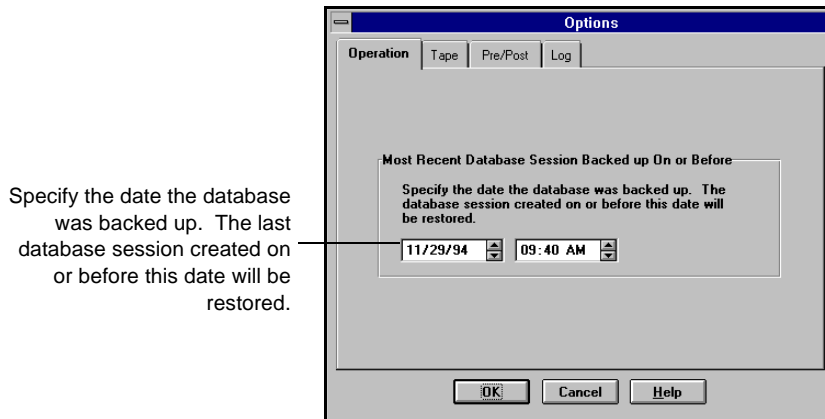 Options
Operation Tape Pre/Post Log
Most Recent Database Session Backed up On or Before
Specify the date the database was backed up. The
database session created on or before this date will
be restored.
11/29/94 09:40 AM
OK Cancel Help
Specify the date the database
was backed up. The last
database session created on
or before this date will be
restored.